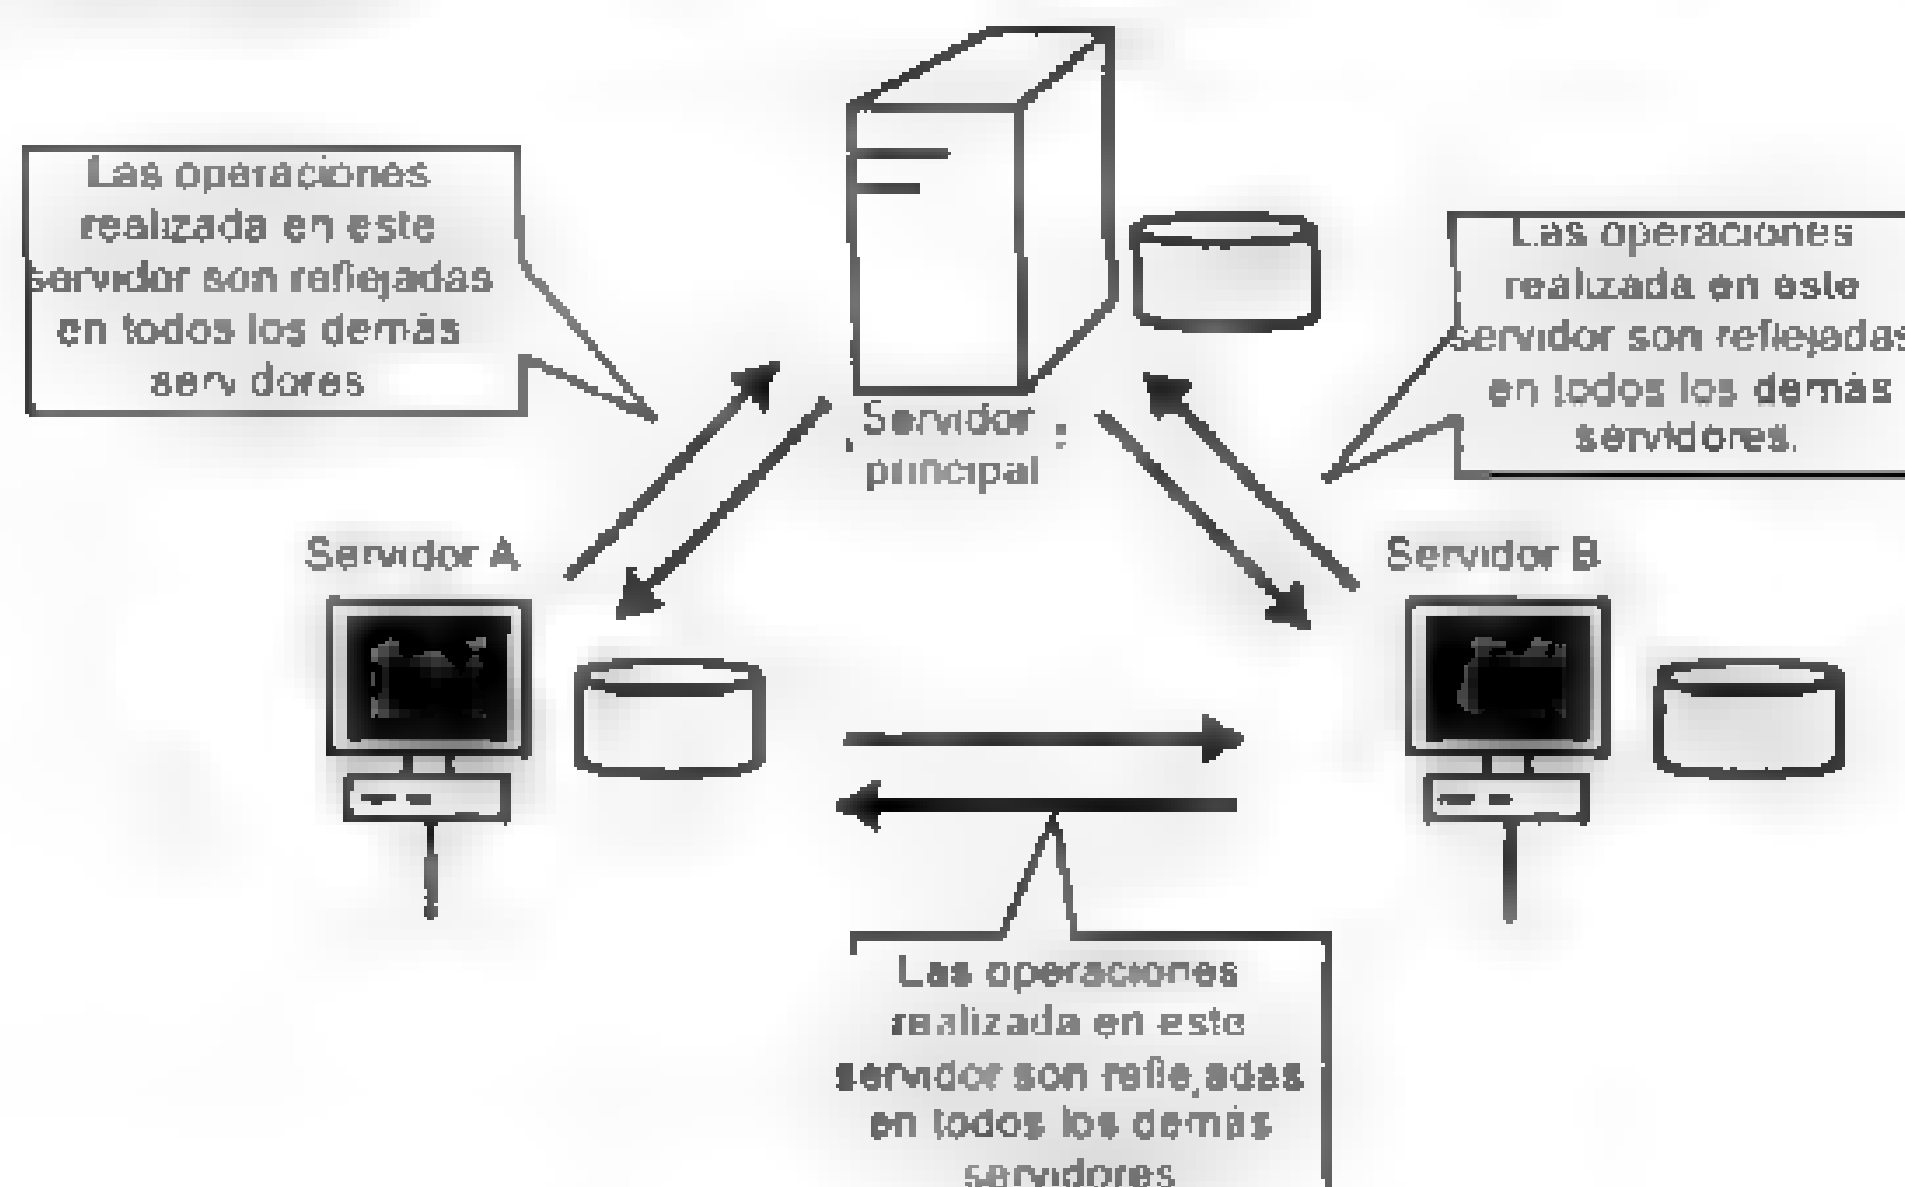 Las operaciones
realizada en este
servidor son reflejadas
en todos los demás
servidores
Las operaciones
realizada en este
servidor son reflejadas
en todos los demás
servidores.
Servidor
principal
Servidor A
Servidor B
Las operaciones
realizada en este
servidor son reflejadas
en todos los demás
servidores